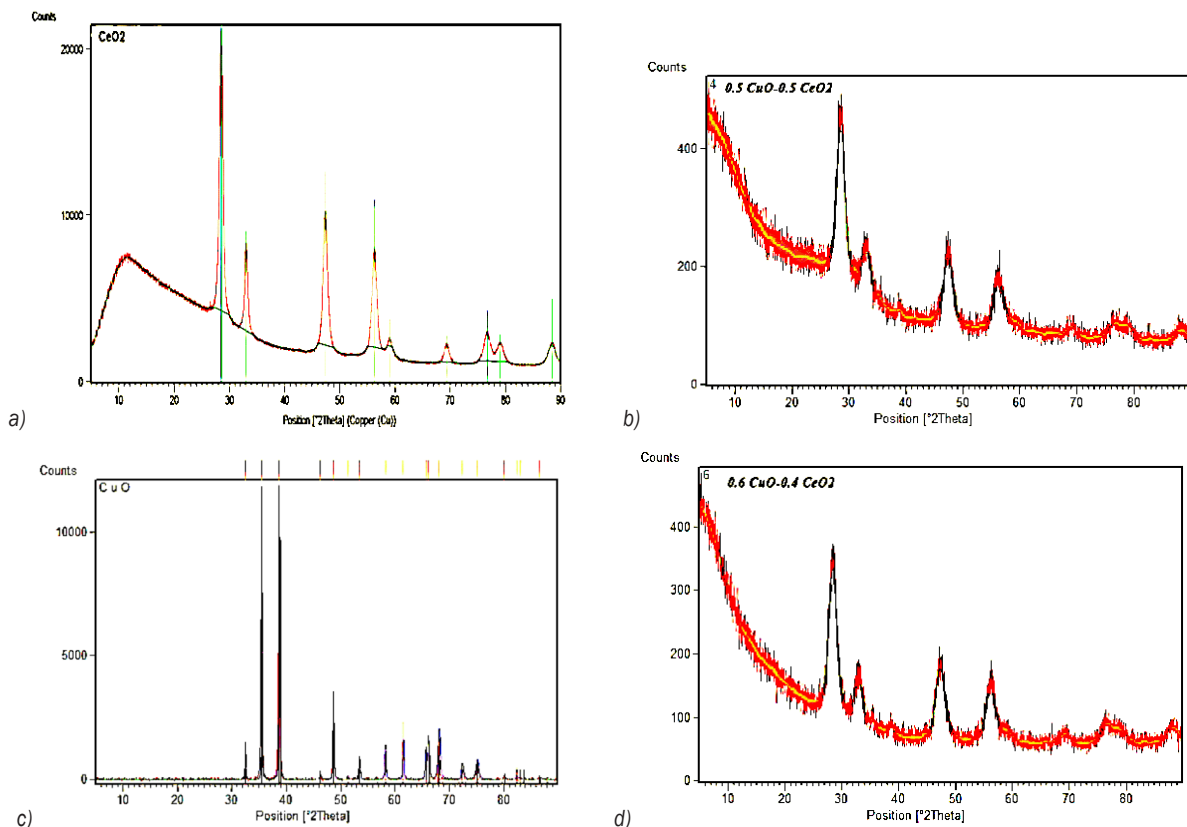 Counts
CeO2
20000
10000
0
10 20 30 40 50 60 70 80 90
Position [°2Theta] (Copper (Cu)}
a)
Counts
4 0.5 CuO-0.5 CeO2
400
200
0
10 20 30 40 50 60 70 80
Position [°2Theta]
b)
Counts
CuO
10000
5000
0
10 20 30 40 50 60 70 80
Position [°2Theta]
c)
Counts
6 0.6 CuO-0.4 CeO2
400
300
200
100
0
10 20 30 40 50 60 70 80
Position [°2Theta]
d)